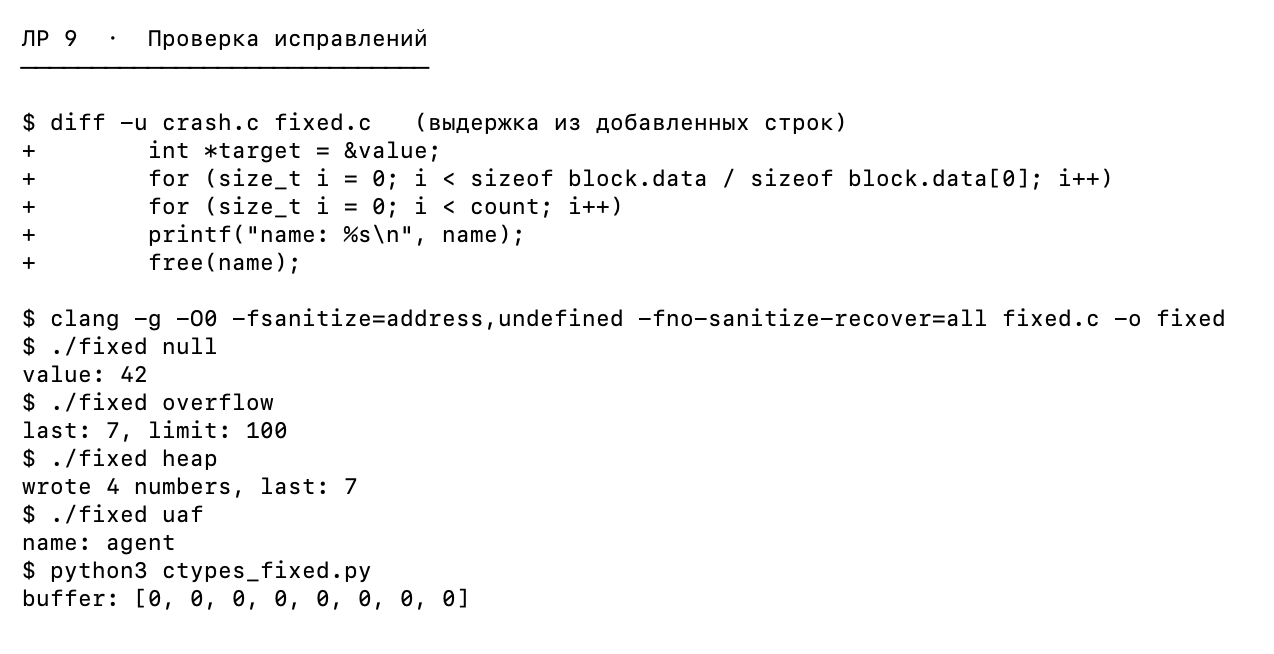 ЛР 9  ·  Проверка исправлений
$ diff -u crash.c fixed.c   (выдержка из добавленных строк)
+        int *target = &value;
+        for (size_t i = 0; i < sizeof block.data / sizeof block.data[0]; i++)
+        for (size_t i = 0; i < count; i++)
+        printf("name: %s\n", name);
+        free(name);
$ clang -g -O0 -fsanitize=address,undefined -fno-sanitize-recover=all fixed.c -o fixed
$ ./fixed null
value: 42
$ ./fixed overflow
last: 7, limit: 100
$ ./fixed heap
wrote 4 numbers, last: 7
$ ./fixed uaf
name: agent
$ python3 ctypes_fixed.py
buffer: [0, 0, 0, 0, 0, 0, 0, 0]